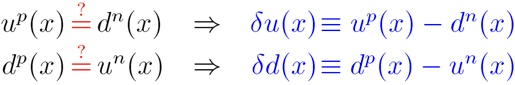 u^p(x) =^? d^n(x) ⇒ δu(x) ≡ u^p(x) − d^n(x)
d^p(x) =^? u^n(x) ⇒ δd(x) ≡ d^p(x) − u^n(x)